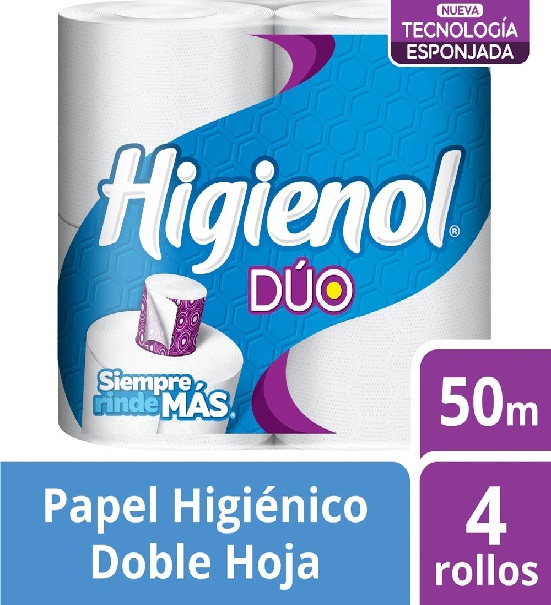 NUEVA
TECNOLOGÍA
ESPONJADA
Higienol®
DÚO
Siempre
rinde MÁS.
50m
Papel Higiénico
Doble Hoja
4
rollos